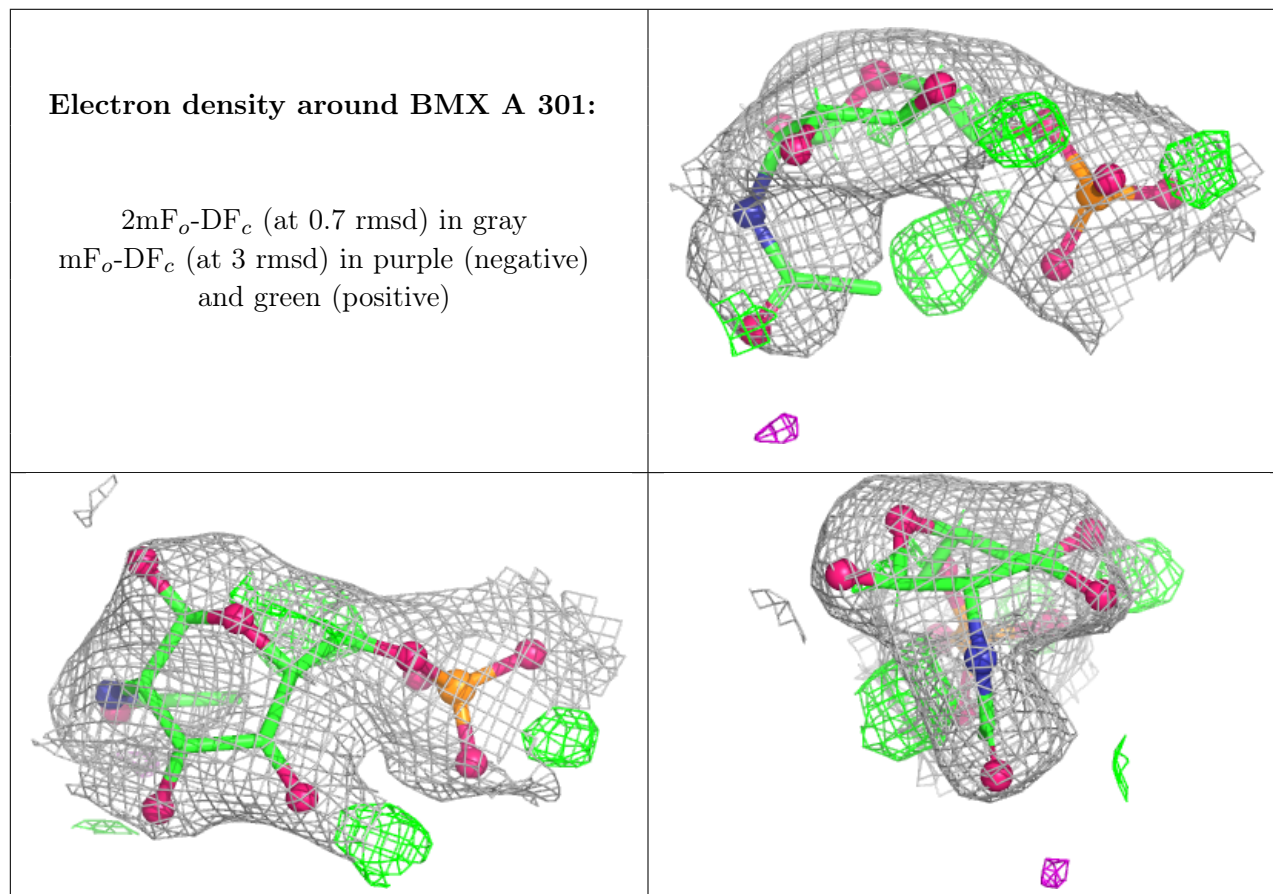 Electron density around BMX A 301:
2mFo-DFc (at 0.7 rmsd) in gray
mFo-DFc (at 3 rmsd) in purple (negative)
and green (positive)